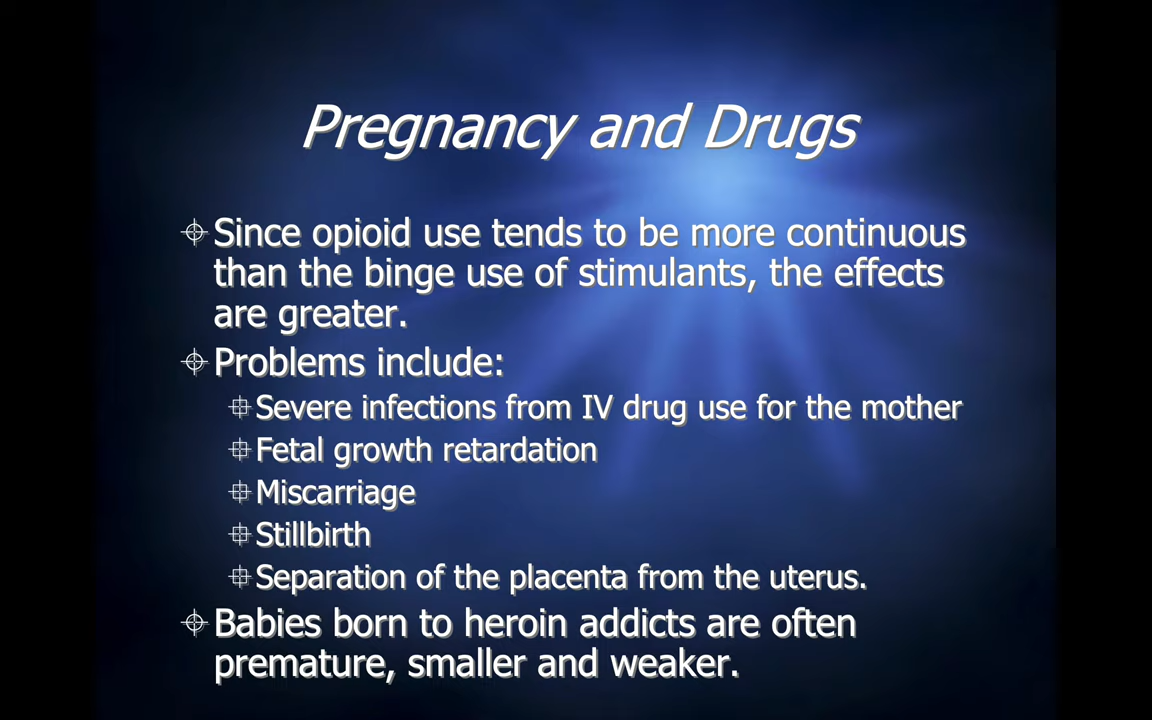 Pregnancy and Drugs
Since opioid use tends to be more continuous
than the binge use of stimulants, the effects
are greater.
Problems include:
Severe infections from IV drug use for the mother
Fetal growth retardation
Miscarriage
Stillbirth
Separation of the placenta from the uterus.
Babies born to heroin addicts are often
premature, smaller and weaker.